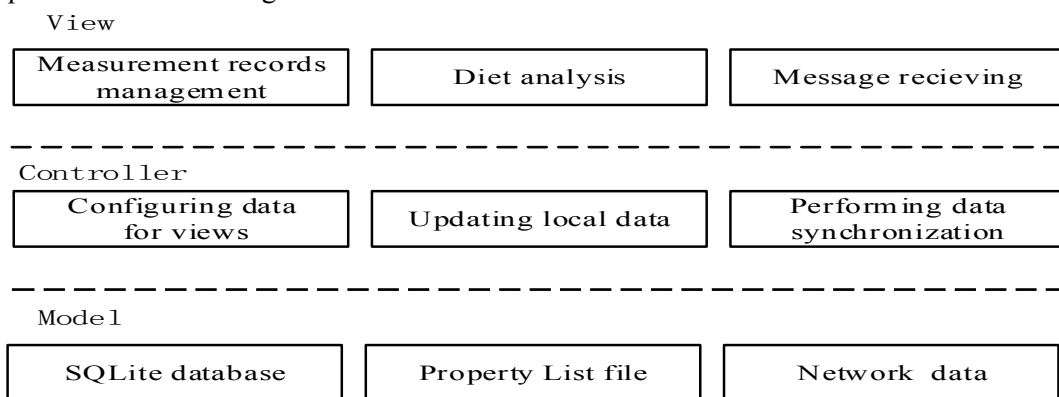 View
Measurement records
management
Diet analysis
Message recieving
Controller
Configuring data
for views
Updating local data
Performing data
synchronization
Model
SQLite database
Property List file
Network data